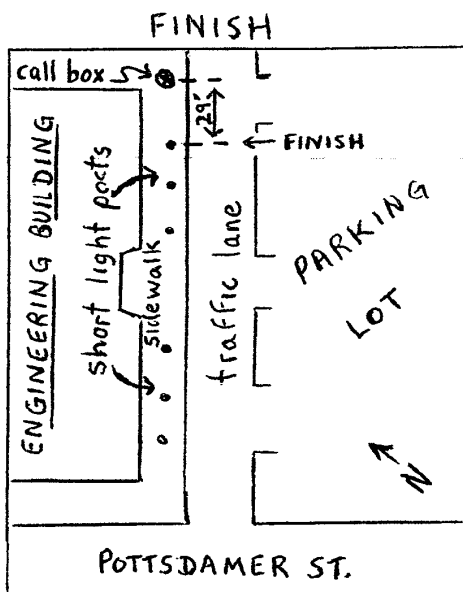 FINISH
call box
29'
FINISH
ENGINEERING BUILDING
short light posts
sidewalk
traffic lane
PARKING
LOT
N
POTTSDAMER ST.